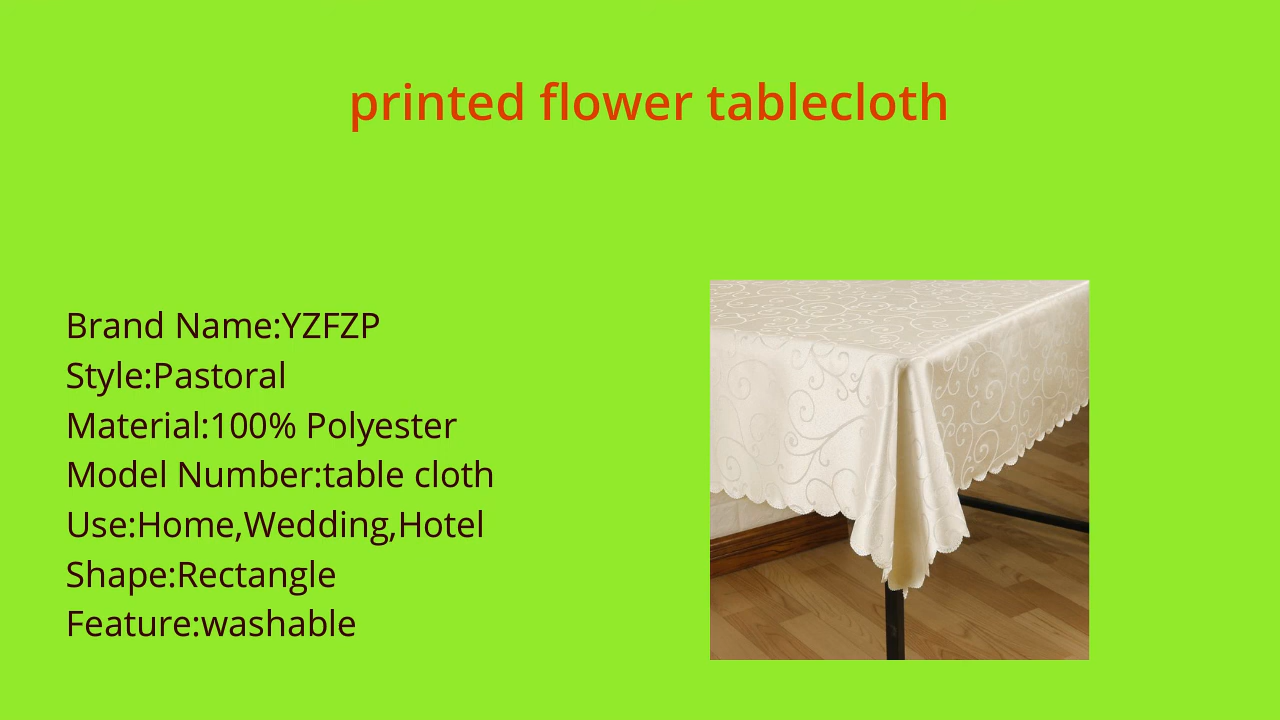 printed flower tablecloth
Brand Name:YZFZP
Style:Pastoral
Material:100% Polyester
Model Number:table cloth
Use:Home,Wedding,Hotel
Shape:Rectangle
Feature:washable